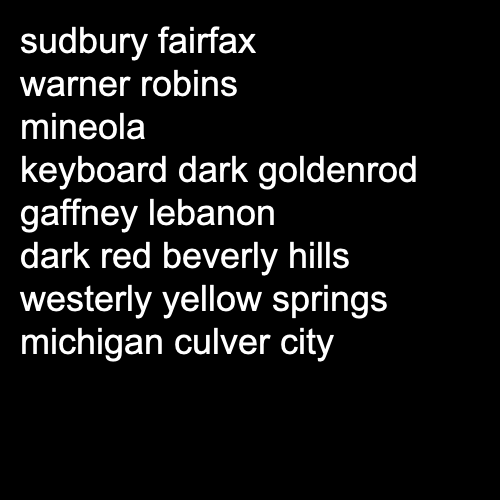 sudbury fairfax
warner robins
mineola
keyboard dark goldenrod
gaffney lebanon
dark red beverly hills
westerly yellow springs
michigan culver city